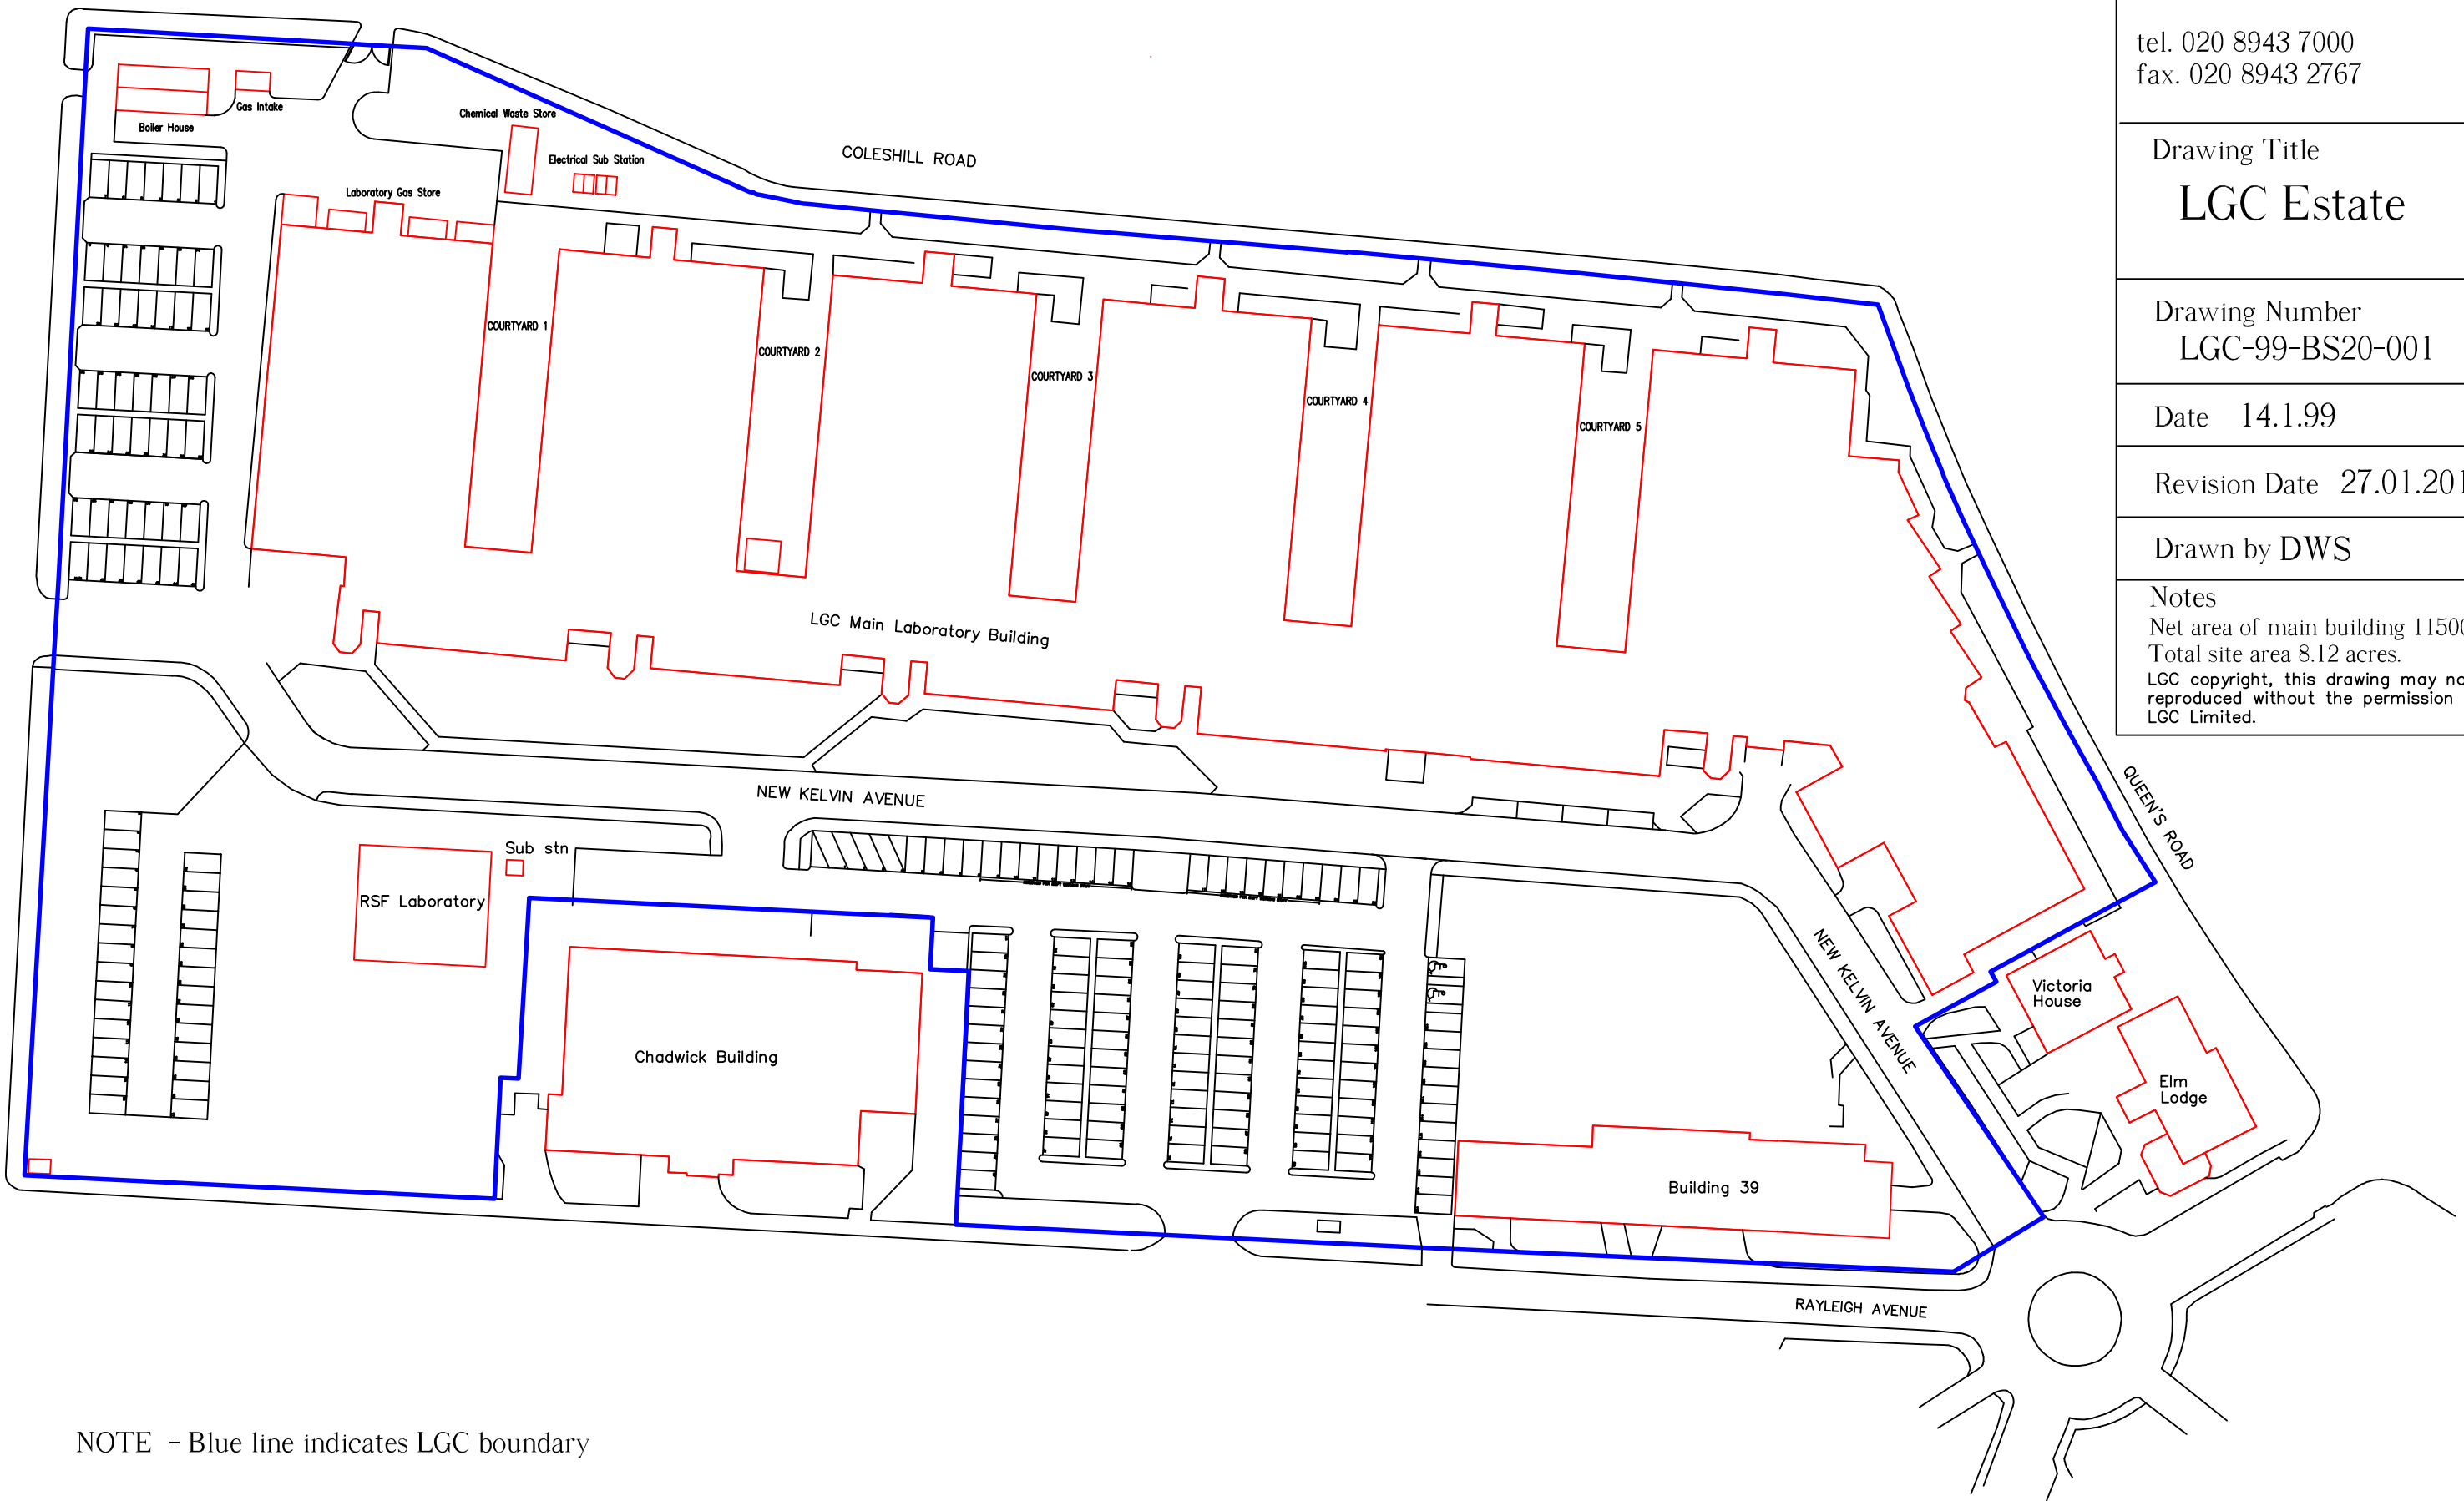 tel. 020 8943 7000
fax. 020 8943 2767
Drawing Title
LGC Estate
Drawing Number
LGC-99-BS20-001
Date 14.1.99
Revision Date 27.01.201
Drawn by DWS
Notes
Net area of main building 11500
Total site area 8.12 acres.
LGC copyright, this drawing may no
reproduced without the permission
LGC Limited.
Gas Intake
Boiler House
Chemical Waste Store
Electrical Sub Station
Laboratory Gas Store
COLESHILL ROAD
COURTYARD 1
COURTYARD 2
COURTYARD 3
COURTYARD 4
COURTYARD 5
LGC Main Laboratory Building
NEW KELVIN AVENUE
QUEEN'S ROAD
Sub stn
RSF Laboratory
Chadwick Building
NEW KELVIN AVENUE
Victoria
House
Elm
Lodge
Building 39
RAYLEIGH AVENUE
NOTE - Blue line indicates LGC boundary